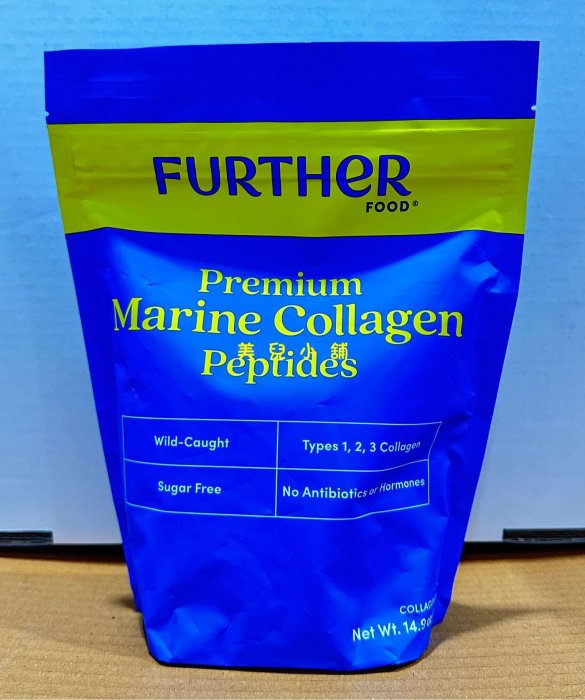 FURTHER
FOOD®
Premium
Marine Collagen
美兒小舖
Peptides
Wild-Caught
Types 1, 2, 3 Collagen
Sugar Free
No Antibiotics or Hormones
Net Wt. 14.9